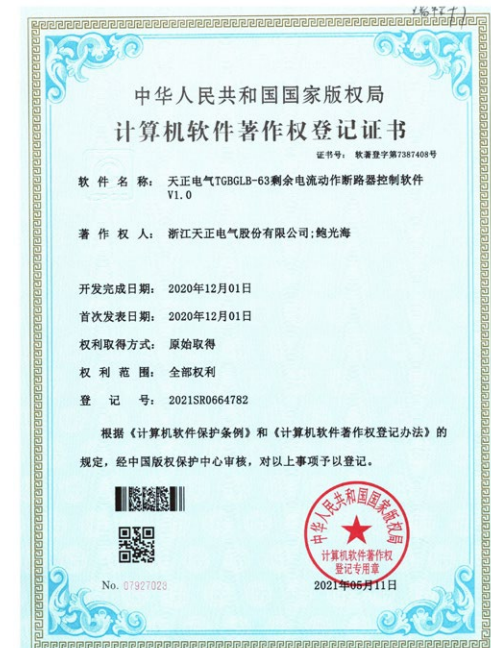 中华人民共和国国家版权局
计算机软件著作权登记证书
证书号： 软著登字第7387408号
软 件 名 称： 天正电气TGBGLB-63剩余电流动作断路器控制软件
V1.0
著 作 权 人： 浙江天正电气股份有限公司;鲍光海
开发完成日期： 2020年12月01日
首次发表日期： 2020年12月01日
权利取得方式： 原始取得
权 利 范 围： 全部权利
登 记 号： 2021SR0664782
根据《计算机软件保护条例》和《计算机软件著作权登记办法》的
规定，经中国版权保护中心审核，对以上事项予以登记。
中华人民共和国国家版权局
计算机软件著作权
登记专用章
No. 07927028
2021年05月11日